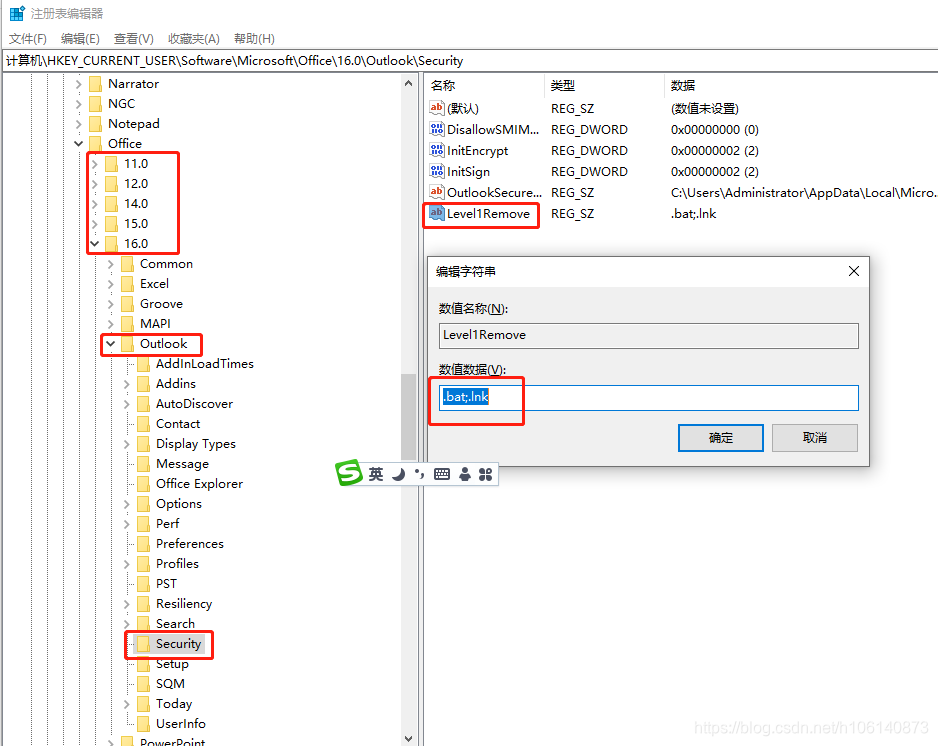 注册表编辑器
文件(F) 编辑(E) 查看(V) 收藏夹(A) 帮助(H)
计算机\HKEY_CURRENT_USER\Software\Microsoft\Office\16.0\Outlook\Security
Narrator
NGC
Notepad
Office
11.0
12.0
14.0
15.0
16.0
Common
Excel
Groove
MAPI
Outlook
AddInLoadTimes
Addins
AutoDiscover
Contact
Display Types
Message
Office Explorer
Options
Perf
Preferences
Profiles
PST
Resiliency
Search
Security
Setup
SQM
Today
UserInfo
PowerPoint
名称 类型 数据
(默认) REG_SZ (数值未设置)
DisallowSMIM... REG_DWORD 0x00000000 (0)
InitEncrypt REG_DWORD 0x00000002 (2)
InitSign REG_DWORD 0x00000002 (2)
OutlookSecure... REG_SZ C:\Users\Administrator\AppData\Local\Micro.
Level1Remove REG_SZ .bat;.lnk
编辑字符串
数值名称(N):
Level1Remove
数值数据(V):
.bat;.lnk
确定 取消
英
https://blog.csdn.net/h106140873